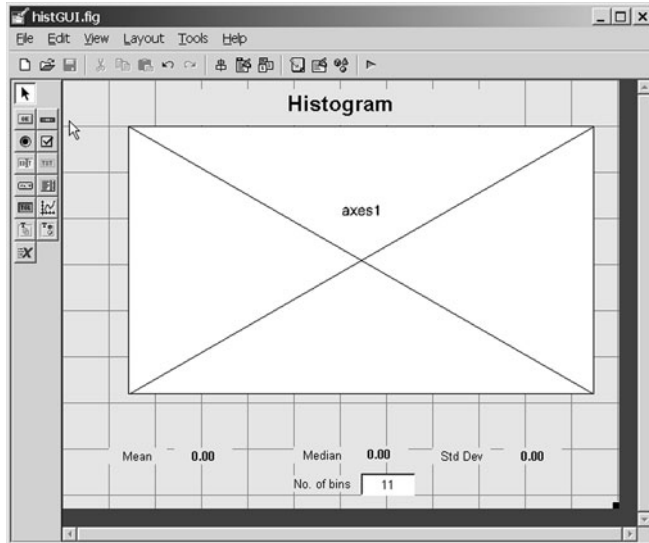 histGUI.fig
File Edit View Layout Tools Help
Histogram
axes1
Mean 0.00 Median 0.00 Std Dev 0.00
No. of bins 11